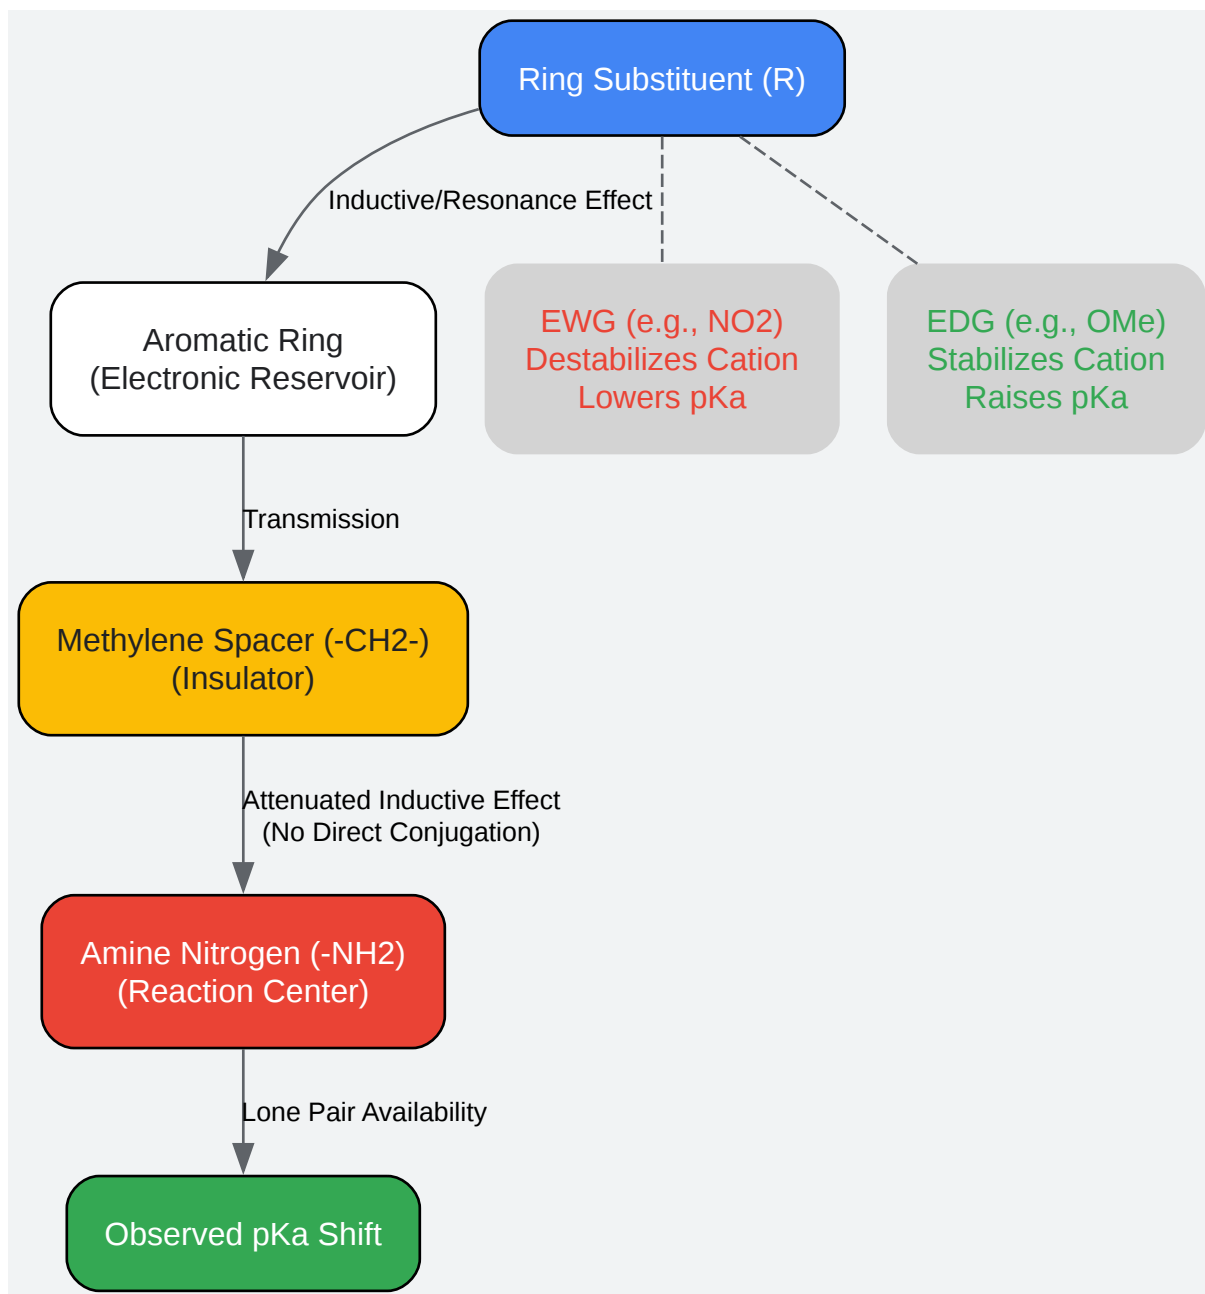 Ring Substituent (R)
Inductive/Resonance Effect
Aromatic Ring
(Electronic Reservoir)
EWG (e.g., NO2)
Destabilizes Cation
Lowers pKa
EDG (e.g., OMe)
Stabilizes Cation
Raises pKa
Transmission
Methylene Spacer (-CH2-)
(Insulator)
Attenuated Inductive Effect
(No Direct Conjugation)
Amine Nitrogen (-NH2)
(Reaction Center)
Lone Pair Availability
Observed pKa Shift